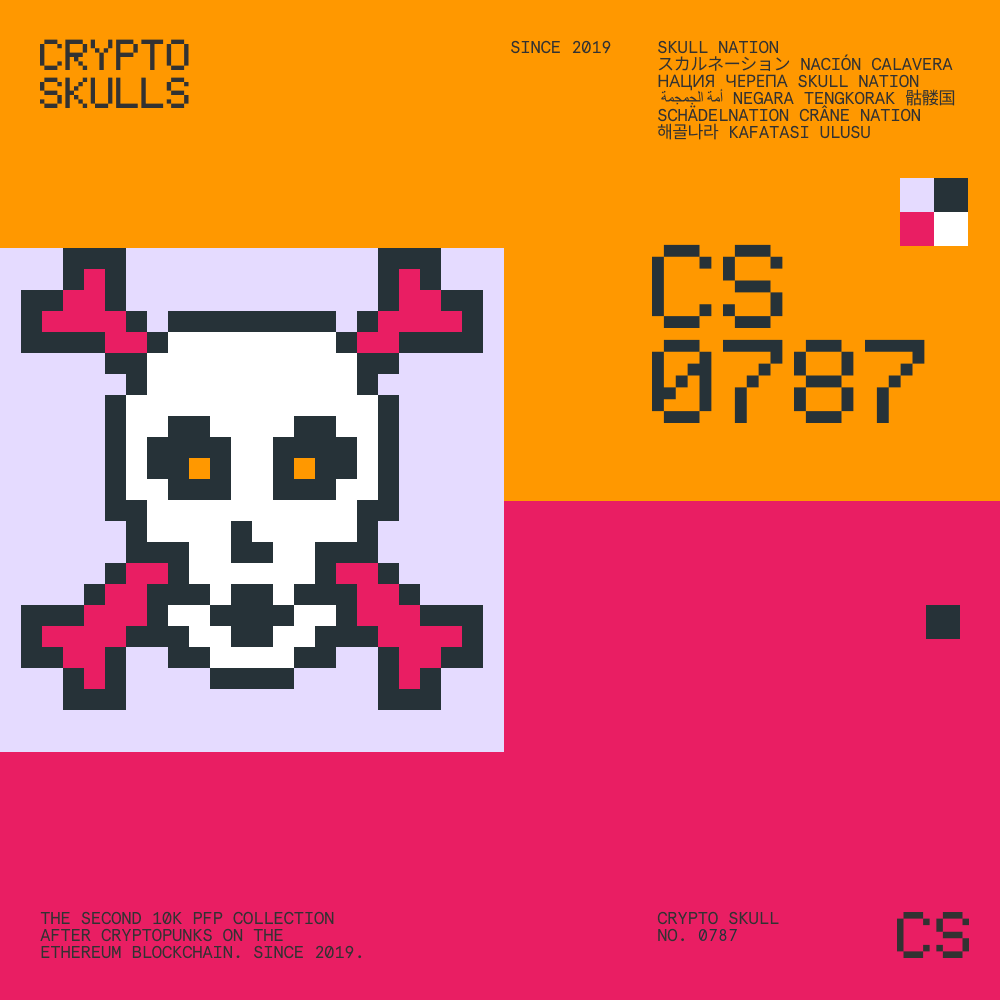 CRYPTO
SKULLS
SINCE 2019
SKULL NATION
スカルネーション NACIÓN CALAVERA
НАЦИЯ ЧЕРЕПА SKULL NATION
أمة الجمجمة NEGARA TENGKORAK 骷髅国
SCHÄDELNATION CRÂNE NATION
해골나라 KAFATASI ULUSU
CS
0787
THE SECOND 10K PFP COLLECTION
AFTER CRYPTOPUNKS ON THE
ETHEREUM BLOCKCHAIN. SINCE 2019.
CRYPTO SKULL
NO. 0787
CS